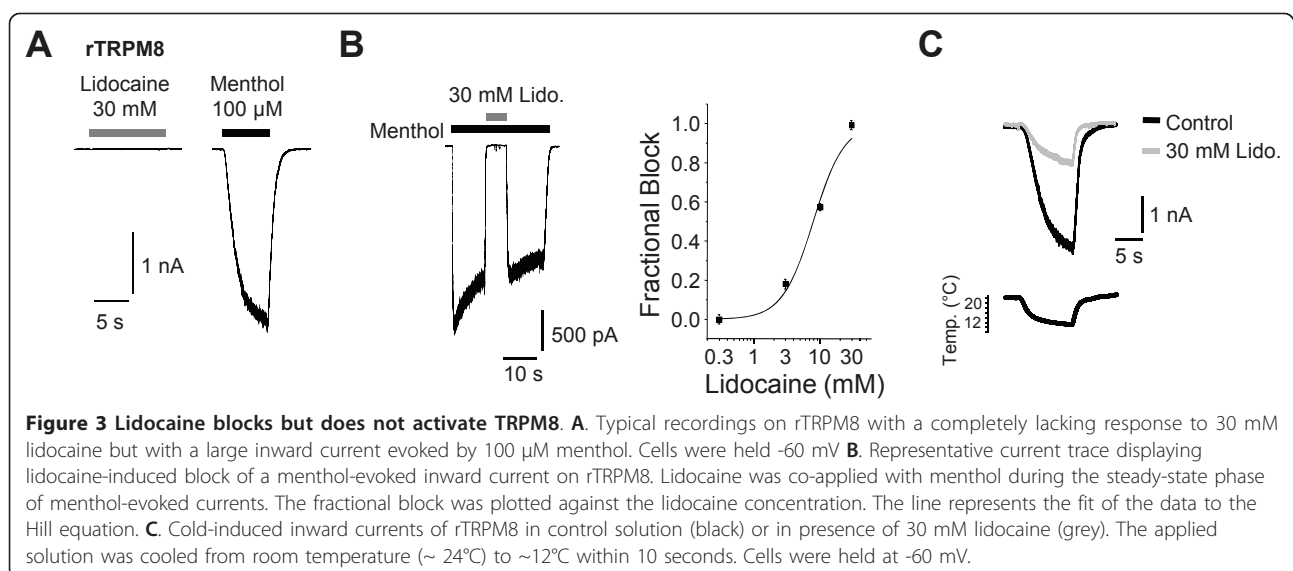 A
rTRPM8
Lidocaine
30 mM
Menthol
100 µM
1 nA
5 s
B
30 mM Lido.
Menthol
500 pA
10 s
Fractional Block
1.0
0.8
0.6
0.4
0.2
0.0
0.3 1 3 10 30
Lidocaine (mM)
C
Control
30 mM Lido.
1 nA
5 s
Temp. (°C)
20
12
Figure 3 Lidocaine blocks but does not activate TRPM8. A. Typical recordings on rTRPM8 with a completely lacking response to 30 mM
lidocaine but with a large inward current evoked by 100 µM menthol. Cells were held -60 mV B. Representative current trace displaying
lidocaine-induced block of a menthol-evoked inward current on rTRPM8. Lidocaine was co-applied with menthol during the steady-state phase
of menthol-evoked currents. The fractional block was plotted against the lidocaine concentration. The line represents the fit of the data to the
Hill equation. C. Cold-induced inward currents of rTRPM8 in control solution (black) or in presence of 30 mM lidocaine (grey). The applied
solution was cooled from room temperature (~ 24°C) to ~12°C within 10 seconds. Cells were held at -60 mV.